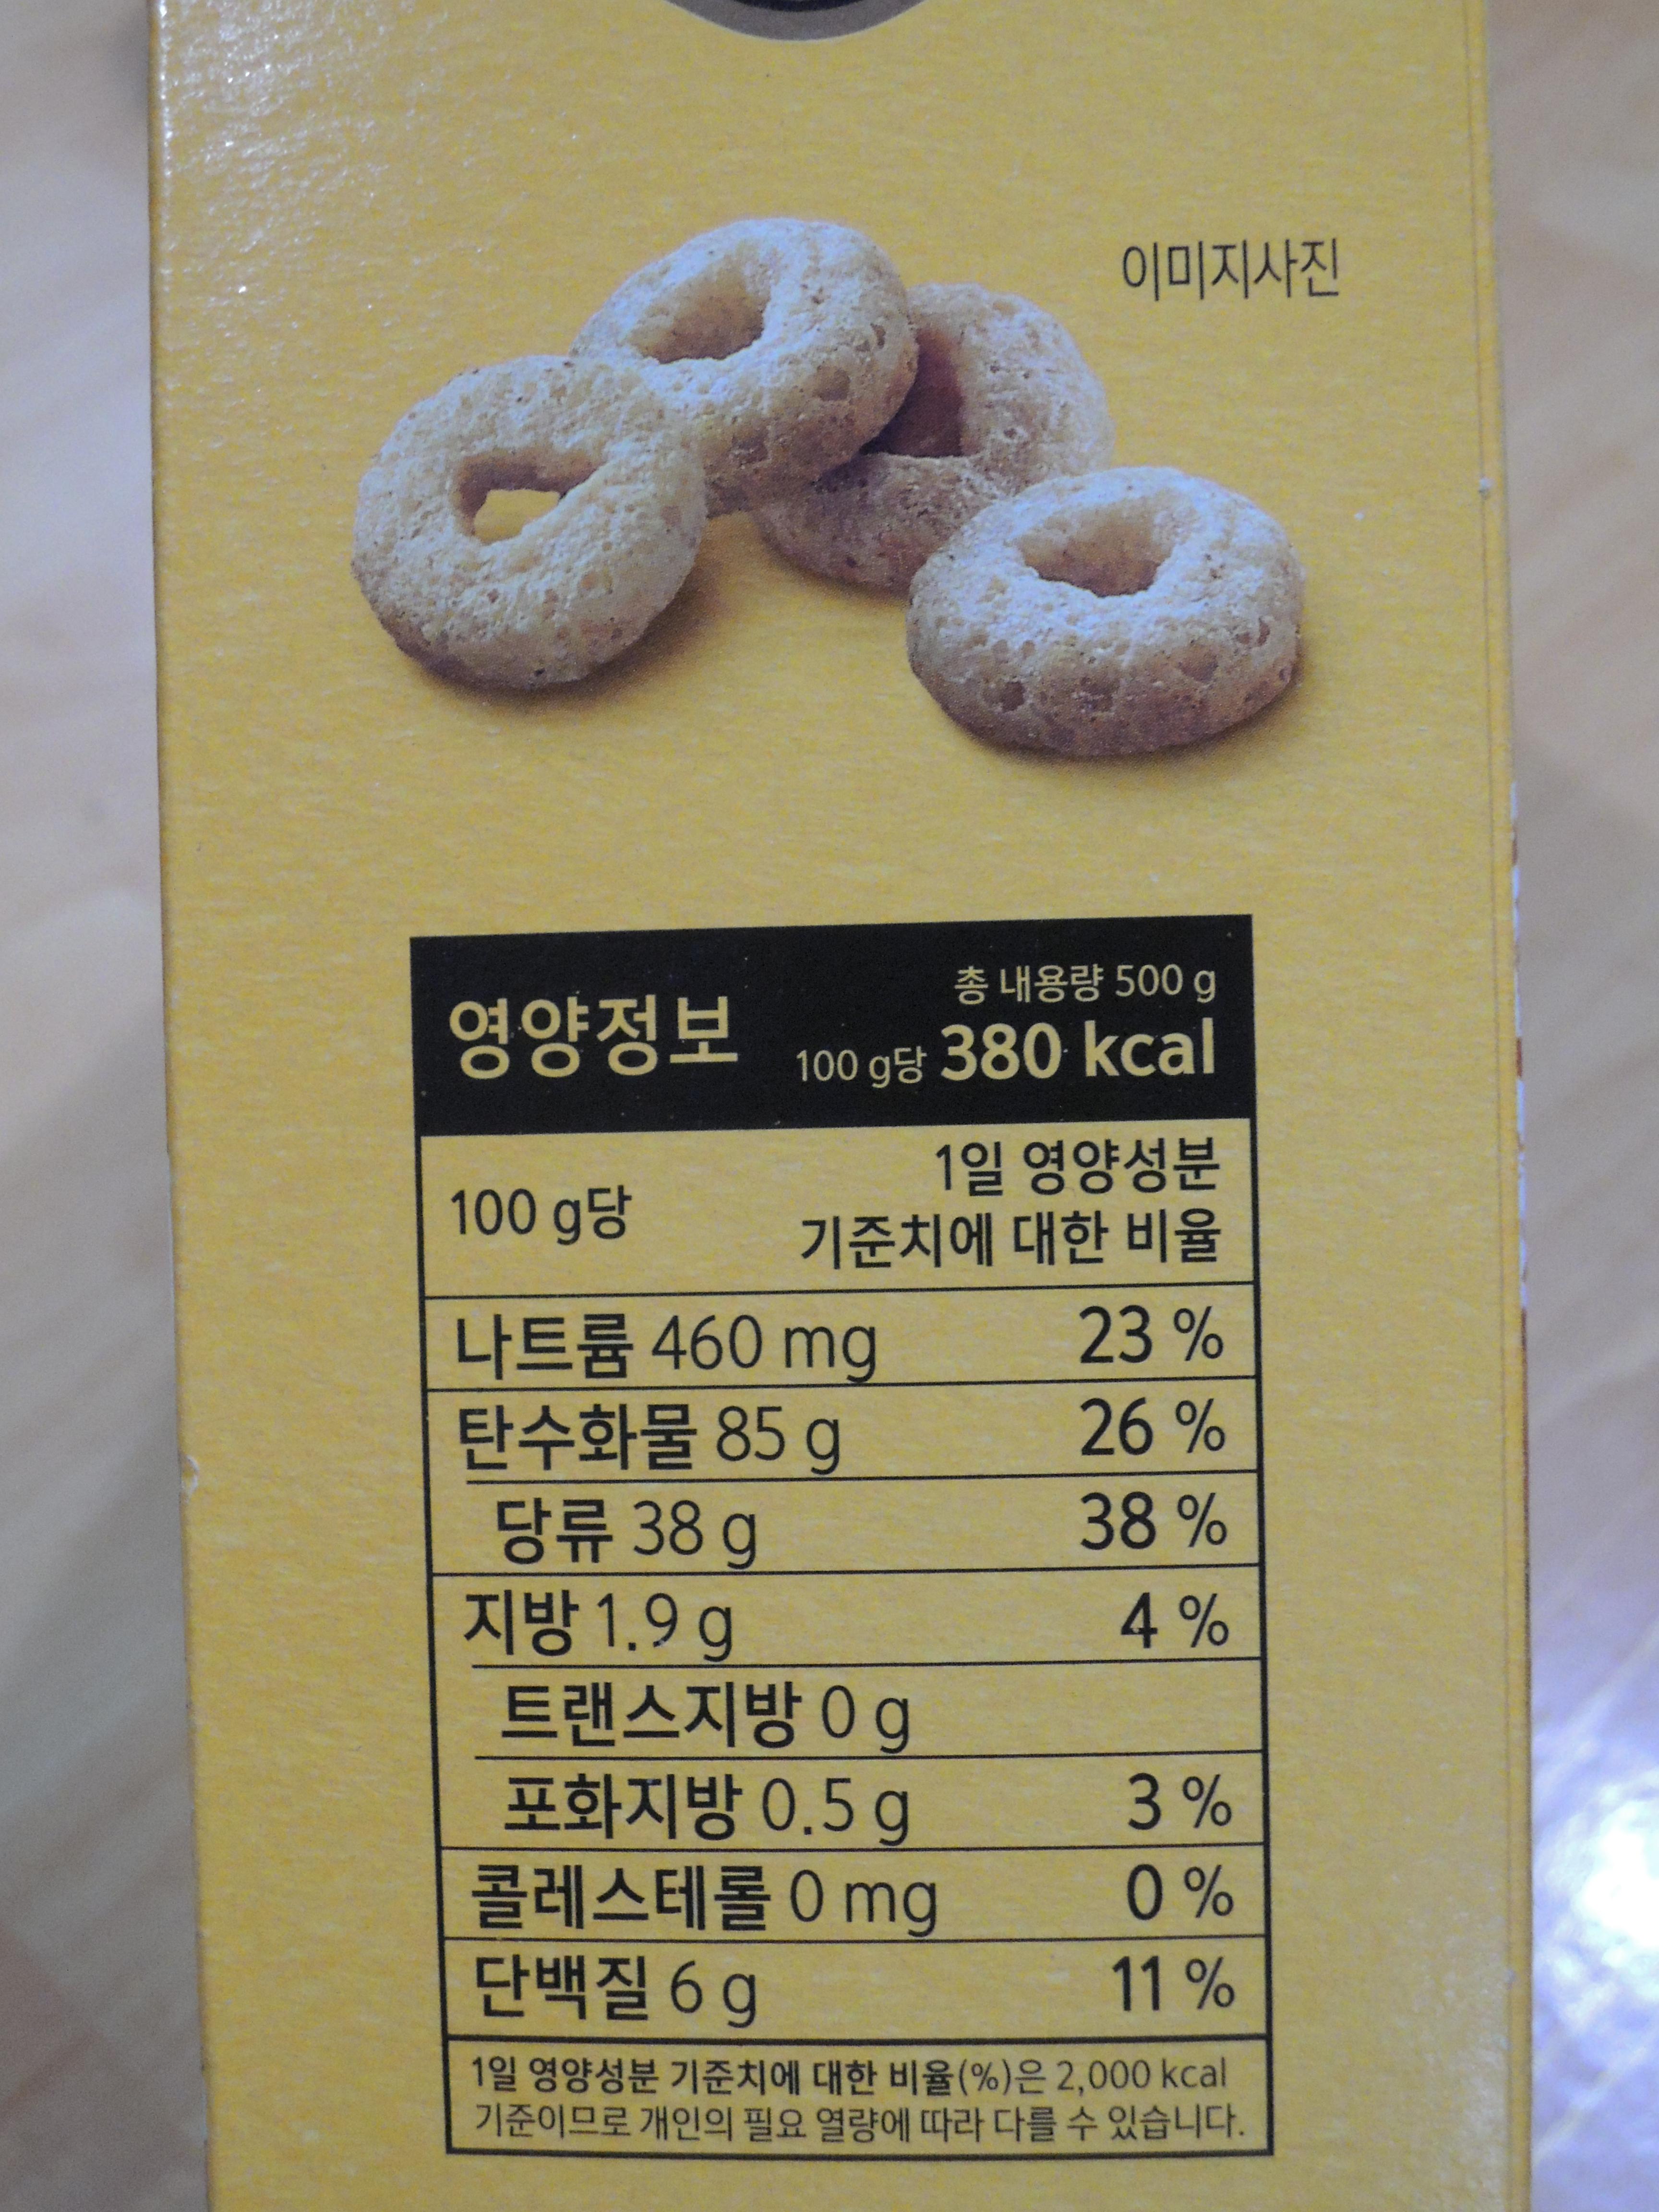 이미지사진
총 내용량 500 g
영양정보 100 g당 380 kcal
100 g당
1일 영양성분
기준치에 대한 비율
나트륨 460 mg 23 %
탄수화물 85 g 26 %
당류 38 g 38 %
지방 1.9 g 4 %
트랜스지방 0 g
포화지방 0.5 g 3 %
콜레스테롤 0 mg 0 %
단백질 6 g 11 %
1일 영양성분 기준치에 대한 비율(%)은 2,000 kcal
기준이므로 개인의 필요 열량에 따라 다를 수 있습니다.